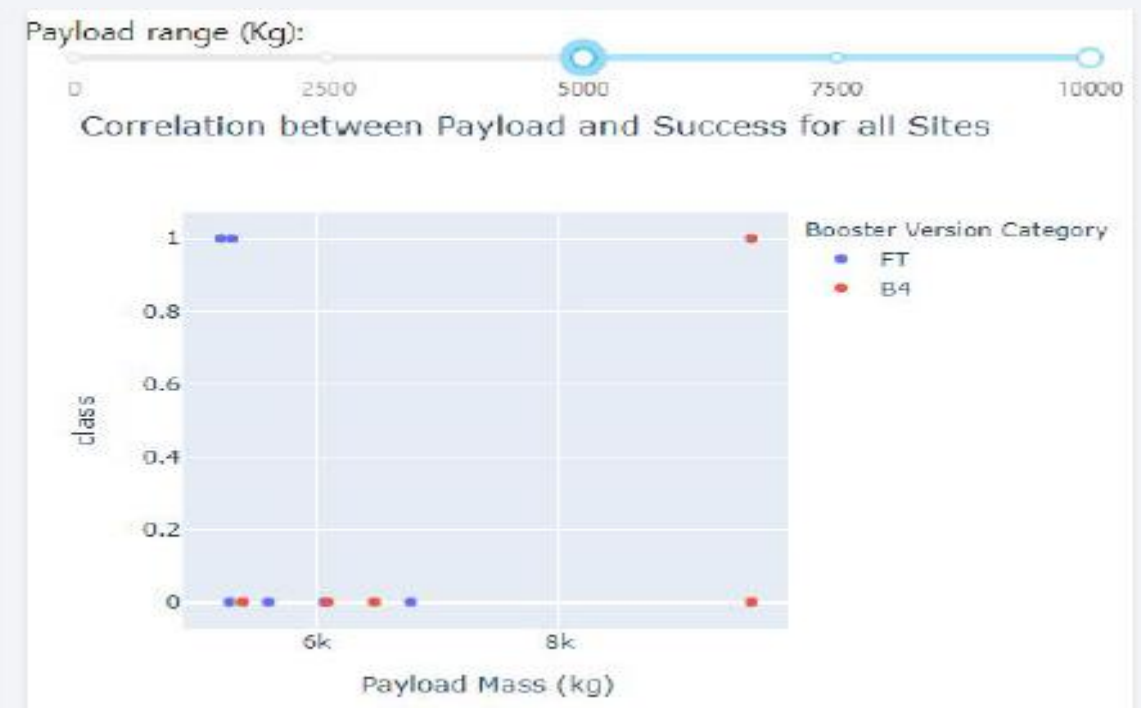 Payload range (Kg):
0 2500 5000 7500 10000
Correlation between Payload and Success for all Sites
Booster Version Category
FT
B4
1
0.8
0.6
0.4
0.2
0
class
6k 8k
Payload Mass (kg)